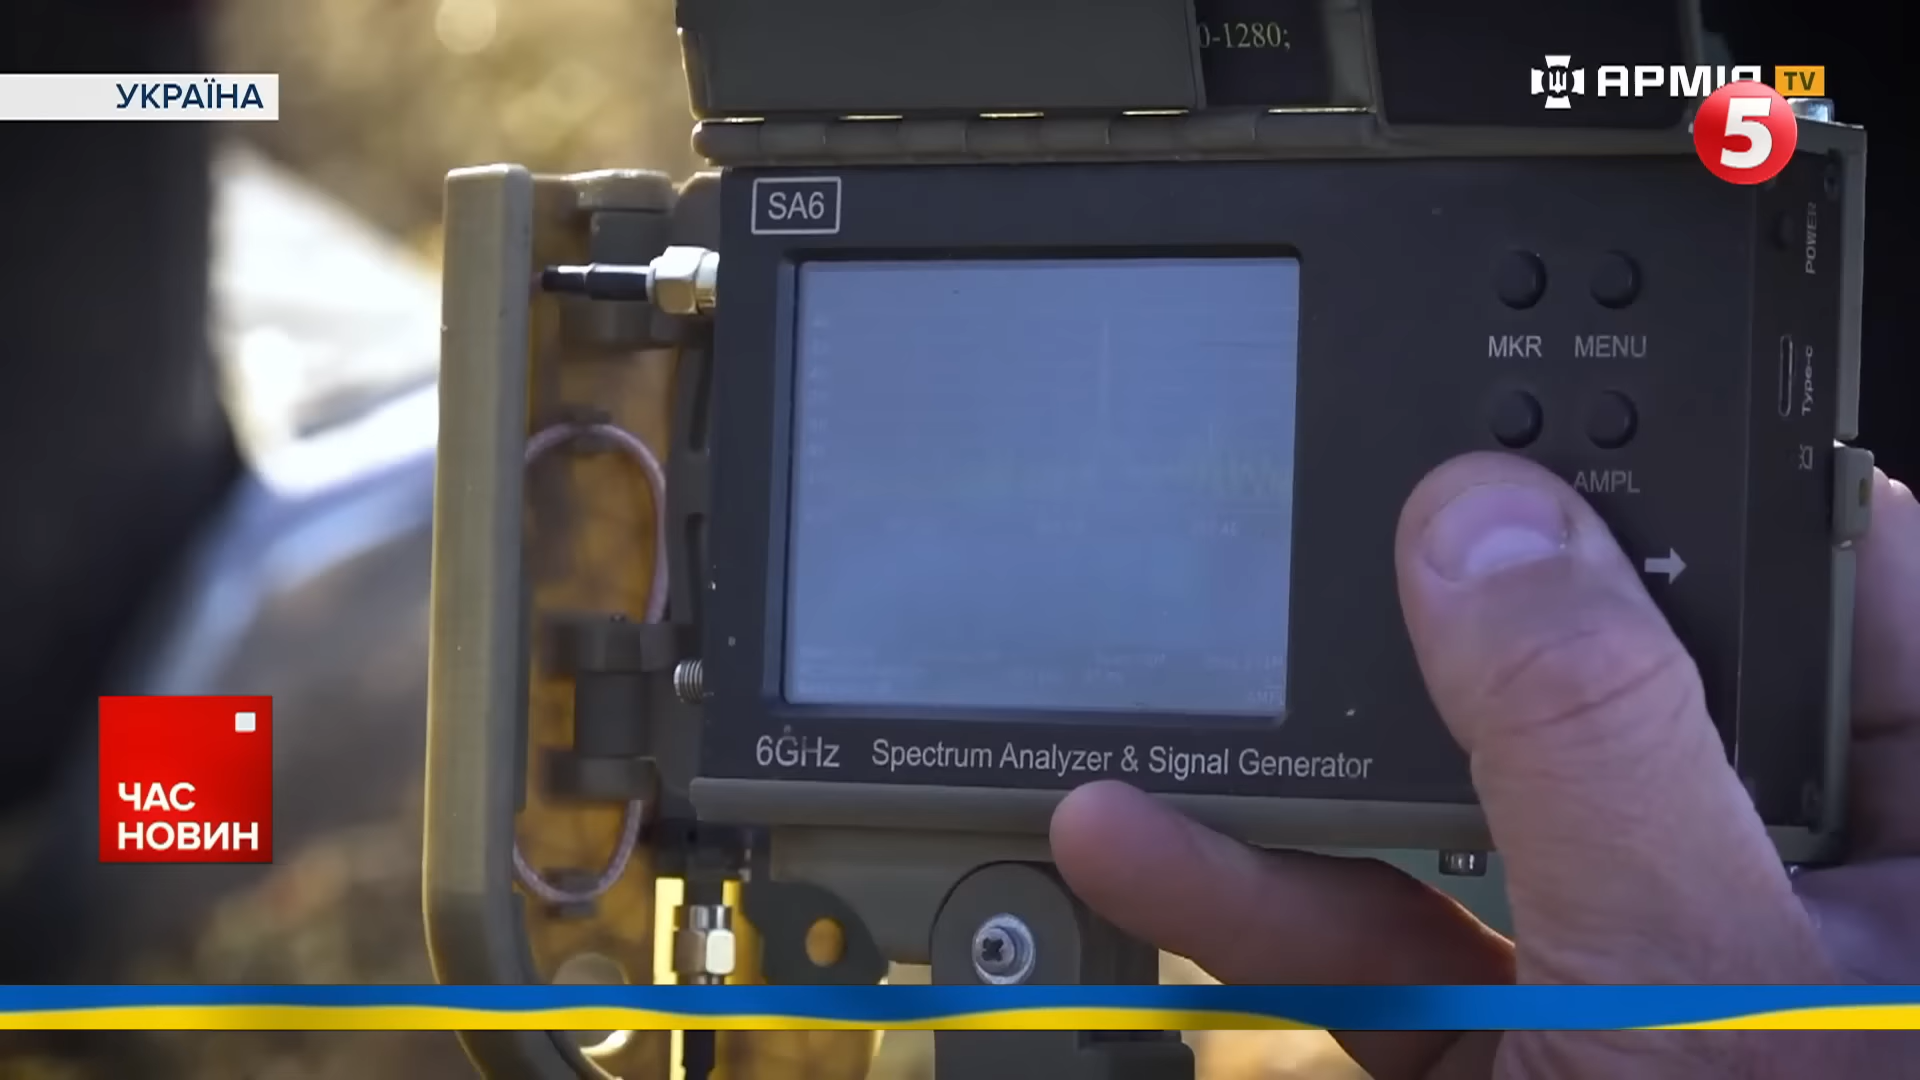 0-1280;
УКРАЇНА
АРМІЯ TV
5
SA6
POWER
MKR
MENU
Type-c
AMPL
6GHz
Spectrum Analyzer & Signal Generator
ЧАС
НОВИН